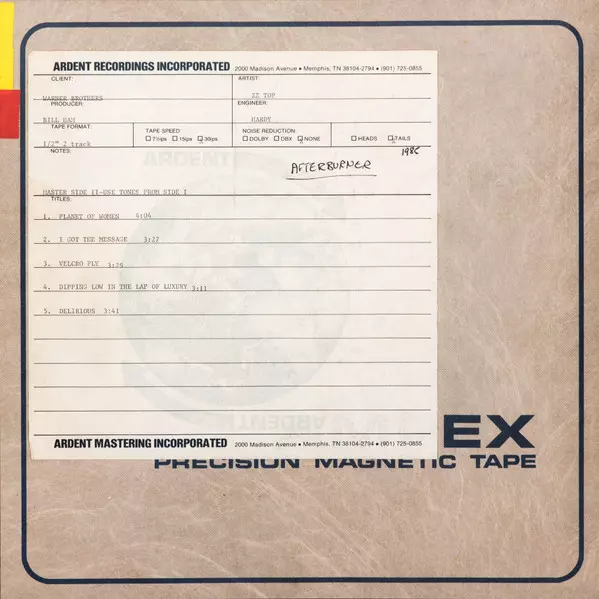 ARDENT RECORDINGS INCORPORATED 2000 Madison Avenue • Memphis, TN 38104-2794 • (901) 725-0855
CLIENT: ARTIST:
WARNER BROTHERS ZZ TOP
PRODUCER: ENGINEER:
BILL HAM HARDY
TAPE FORMAT: TAPE SPEED NOISE REDUCTION:
7½ips 15ips 30ips DOLBY DBX NONE HEADS TAILS
1/2" 2 track
NOTES:
ARDENT
AFTERBURNER
MASTER SIDE II-USE TONES FROM SIDE I
TITLES:
1. PLANET OF WOMEN 4:04
2. I GOT THE MESSAGE 3:27
3. VELCRO FLY 3:29
4. DIPPING LOW IN THE LAP OF LUXURY 3:11
5. DELIRIOUS 3:41
ARDENT
ARDENT MASTERING INCORPORATED 2000 Madison Avenue • Memphis, TN 38104-2794 • (901) 725-0855
EX
PRECISION MAGNETIC TAPE